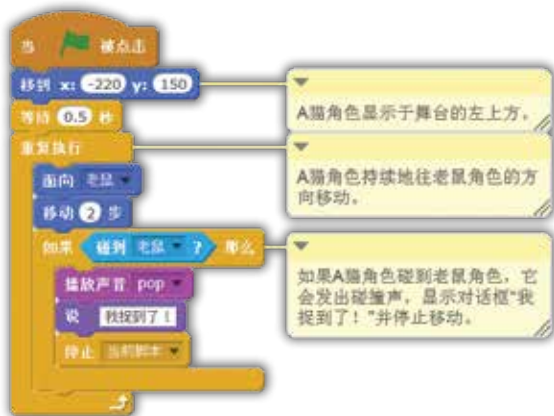 当 被点击
移到 x: -220 y: 150
等待 0.5 秒
重复执行
面向 老鼠
移动 2 步
如果 碰到 老鼠 ? 那么
播放声音 pop
说 我捉到了！
停止 当前脚本
A猫角色显示于舞台的左上方。
A猫角色持续地往老鼠角色的方
向移动。
如果A猫角色碰到老鼠角色，它
会发出碰撞声，显示对话框“我
捉到了！”并停止移动。